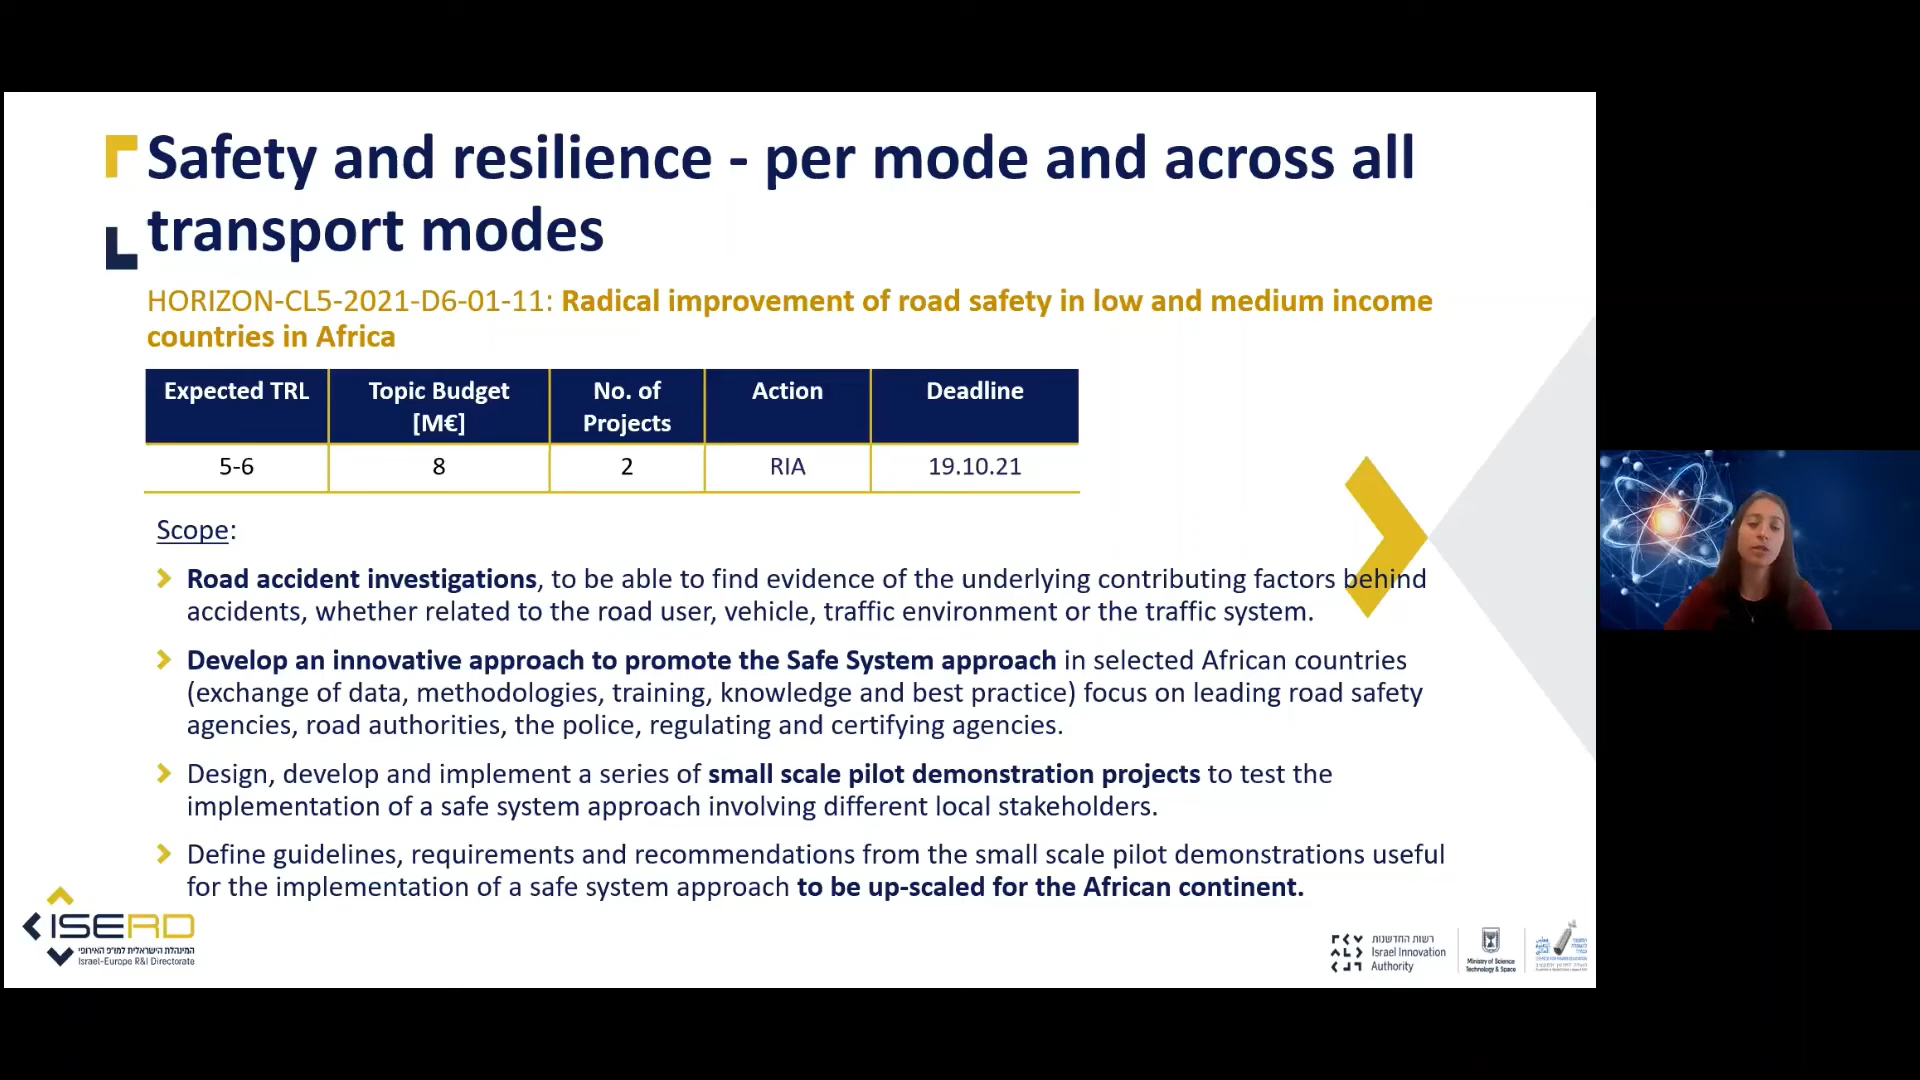 Safety and resilience - per mode and across all
transport modes
HORIZON-CL5-2021-D6-01-11: Radical improvement of road safety in low and medium income
countries in Africa
Expected TRL
Topic Budget
[M€]
No. of
Projects
Action
Deadline
5-6
8
2
RIA
19.10.21
Scope:
Road accident investigations, to be able to find evidence of the underlying contributing factors behind
accidents, whether related to the road user, vehicle, traffic environment or the traffic system.
Develop an innovative approach to promote the Safe System approach in selected African countries
(exchange of data, methodologies, training, knowledge and best practice) focus on leading road safety
agencies, road authorities, the police, regulating and certifying agencies.
Design, develop and implement a series of small scale pilot demonstration projects to test the
implementation of a safe system approach involving different local stakeholders.
Define guidelines, requirements and recommendations from the small scale pilot demonstrations useful
for the implementation of a safe system approach to be up-scaled for the African continent.
ISERD
המינהלת הישראלית למו״פ האירופי
Israel-Europe R&I Directorate
רשות החדשנות
Israel Innovation
Authority
Ministry of Science
Technology & Space